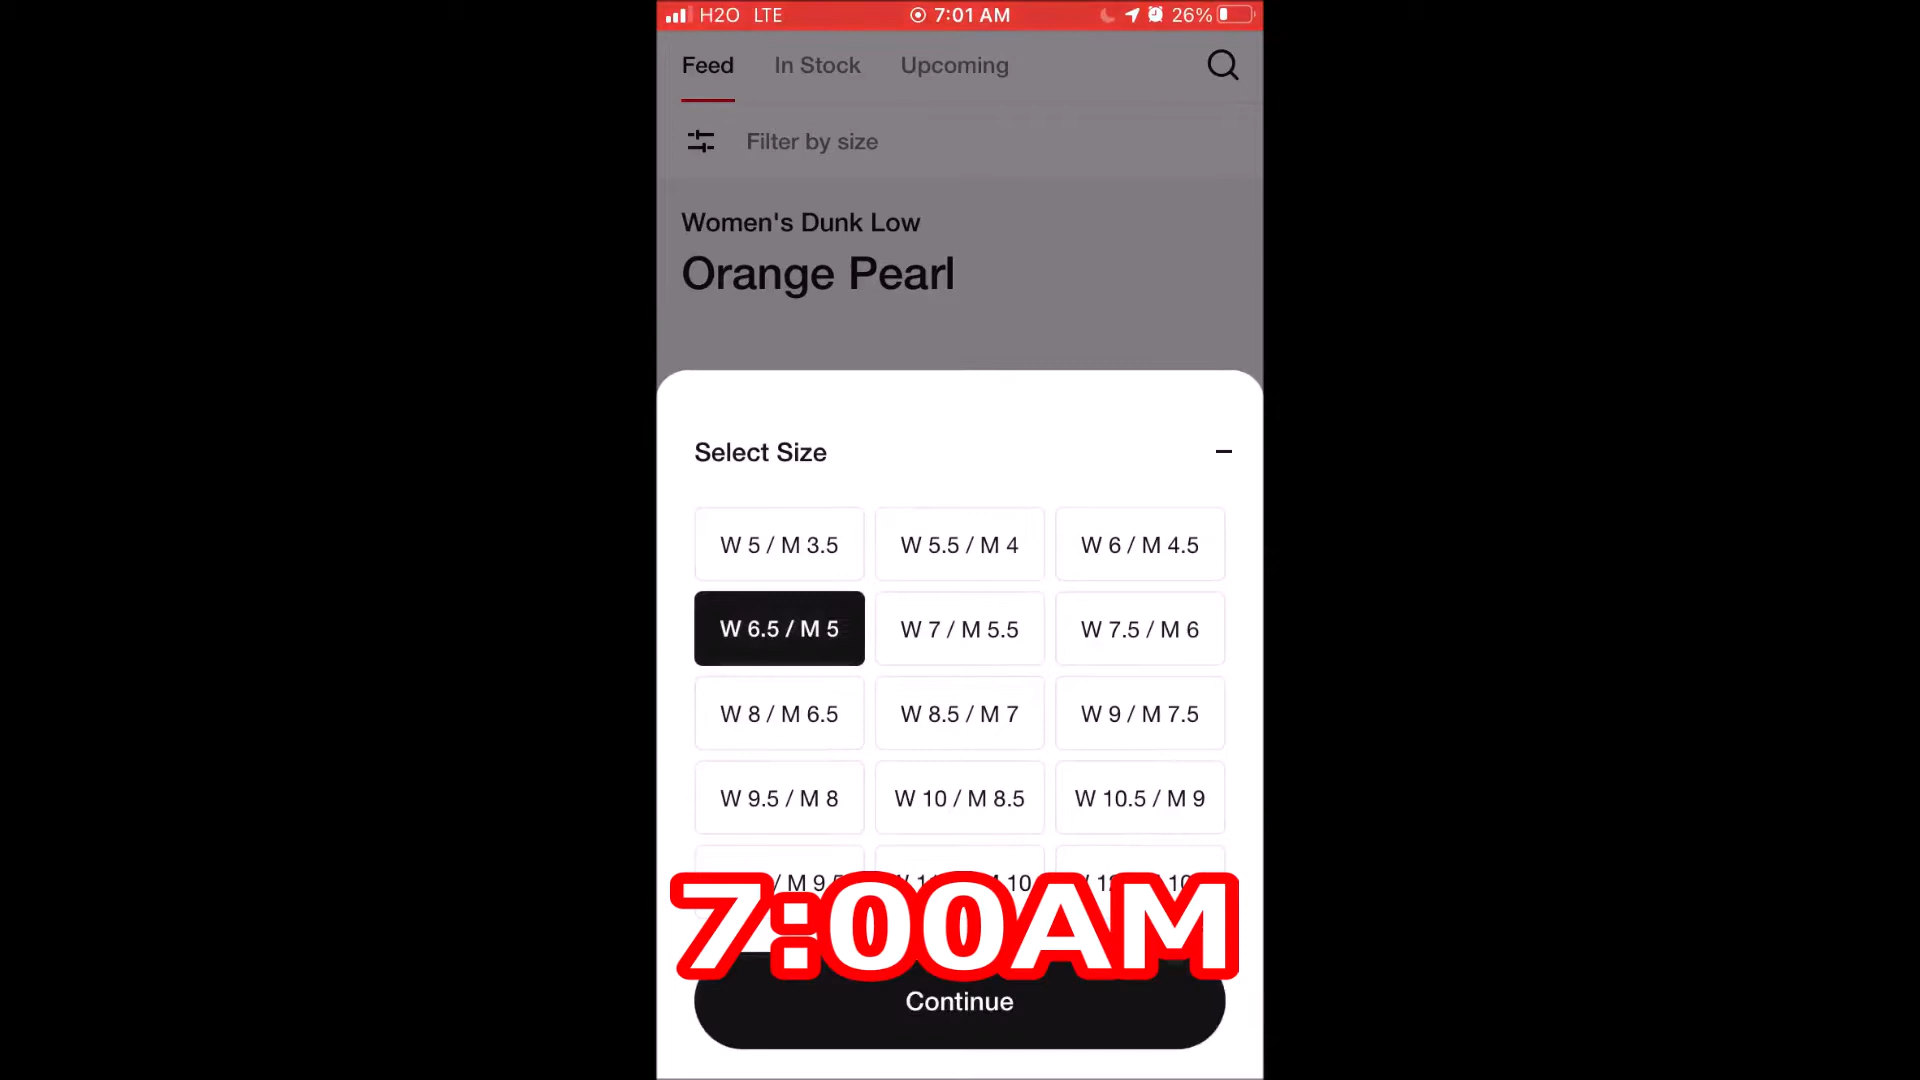 H2O LTE 7:01 AM 26%
Feed In Stock Upcoming
Filter by size
Women's Dunk Low
Orange Pearl
Select Size
W 5 / M 3.5 W 5.5 / M 4 W 6 / M 4.5
W 6.5 / M 5 W 7 / M 5.5 W 7.5 / M 6
W 8 / M 6.5 W 8.5 / M 7 W 9 / M 7.5
W 9.5 / M 8 W 10 / M 8.5 W 10.5 / M 9
/ M 9 10
7:00AM
Continue